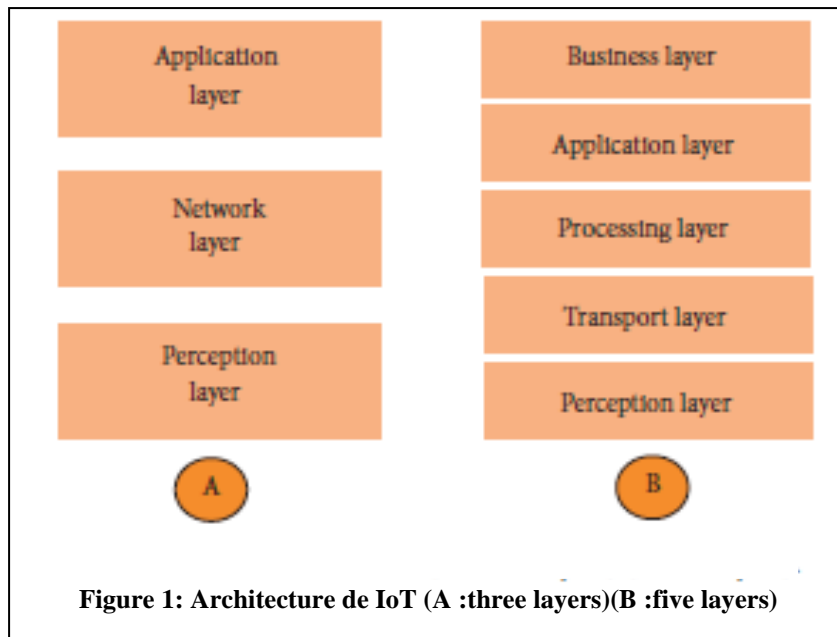 Application
layer
Network
layer
Perception
layer
A
Business layer
Application layer
Processing layer
Transport layer
Perception layer
B
Figure 1: Architecture de IoT (A :three layers)(B :five layers)